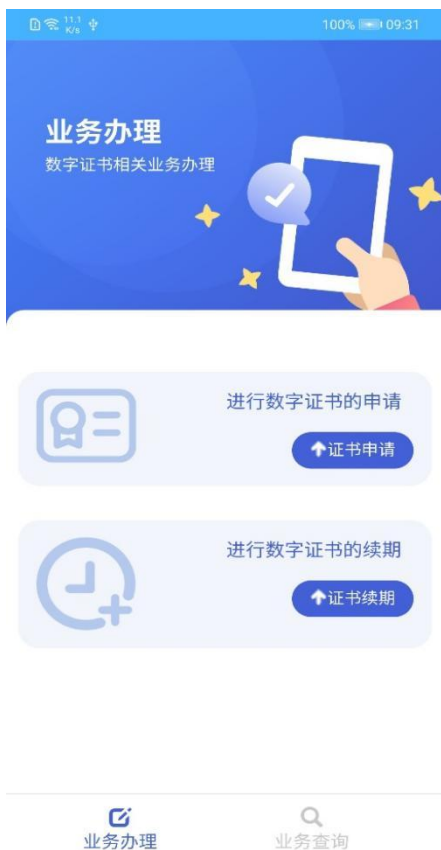 11.1 K/s 100% 09:31
业务办理
数字证书相关业务办理
进行数字证书的申请
证书申请
进行数字证书的续期
证书续期
业务办理 业务查询